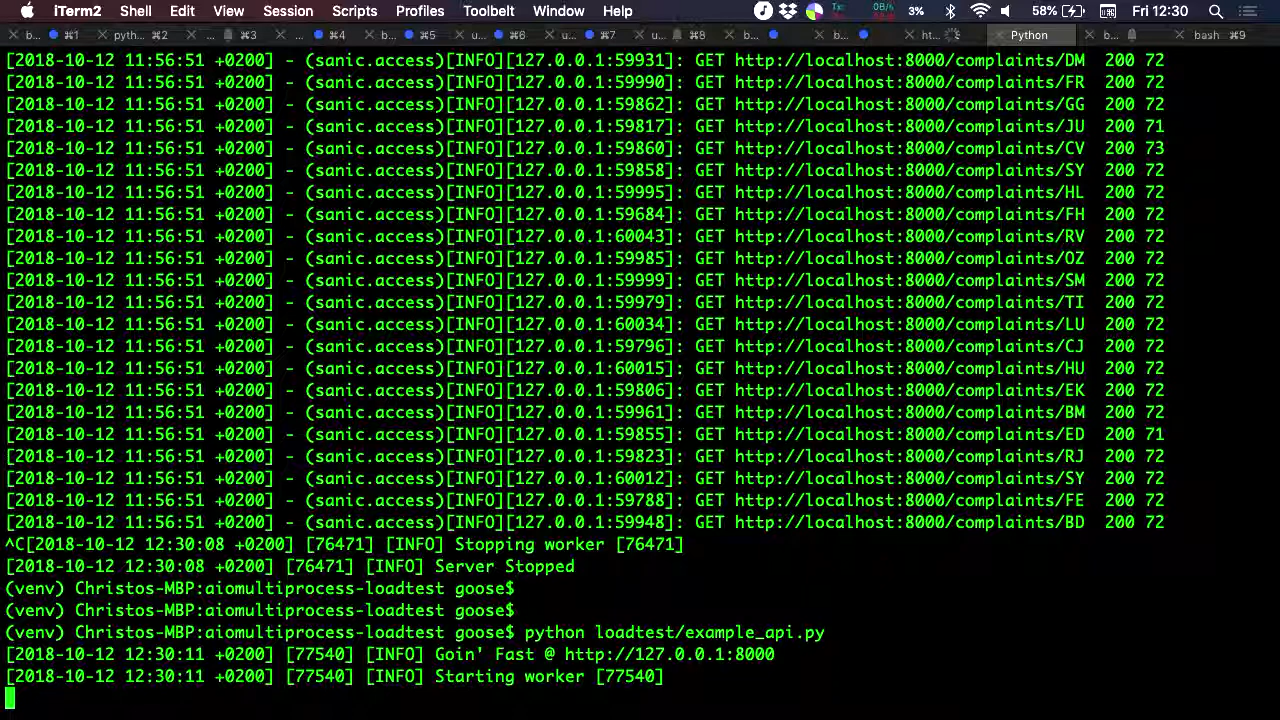 iTerm2 Shell Edit View Session Scripts Profiles Toolbelt Window Help Tx: Rx: 0B/s 0B/s 3% 58% Fri 12:30
b... ⌘1 pyth... ⌘2 ... ⌘3 ... ⌘4 b... ⌘5 u... ⌘6 u... ⌘7 u... ⌘8 b... b... ht... Python b... bash ⌘9
[2018-10-12 11:56:51 +0200] - (sanic.access)[INFO][127.0.0.1:59931]: GET http://localhost:8000/complaints/DM 200 72
[2018-10-12 11:56:51 +0200] - (sanic.access)[INFO][127.0.0.1:59990]: GET http://localhost:8000/complaints/FR 200 72
[2018-10-12 11:56:51 +0200] - (sanic.access)[INFO][127.0.0.1:59862]: GET http://localhost:8000/complaints/GG 200 72
[2018-10-12 11:56:51 +0200] - (sanic.access)[INFO][127.0.0.1:59817]: GET http://localhost:8000/complaints/JU 200 71
[2018-10-12 11:56:51 +0200] - (sanic.access)[INFO][127.0.0.1:59860]: GET http://localhost:8000/complaints/CV 200 73
[2018-10-12 11:56:51 +0200] - (sanic.access)[INFO][127.0.0.1:59858]: GET http://localhost:8000/complaints/SY 200 72
[2018-10-12 11:56:51 +0200] - (sanic.access)[INFO][127.0.0.1:59995]: GET http://localhost:8000/complaints/HL 200 72
[2018-10-12 11:56:51 +0200] - (sanic.access)[INFO][127.0.0.1:59684]: GET http://localhost:8000/complaints/FH 200 72
[2018-10-12 11:56:51 +0200] - (sanic.access)[INFO][127.0.0.1:60043]: GET http://localhost:8000/complaints/RV 200 72
[2018-10-12 11:56:51 +0200] - (sanic.access)[INFO][127.0.0.1:59985]: GET http://localhost:8000/complaints/OZ 200 72
[2018-10-12 11:56:51 +0200] - (sanic.access)[INFO][127.0.0.1:59999]: GET http://localhost:8000/complaints/SM 200 72
[2018-10-12 11:56:51 +0200] - (sanic.access)[INFO][127.0.0.1:59979]: GET http://localhost:8000/complaints/TI 200 72
[2018-10-12 11:56:51 +0200] - (sanic.access)[INFO][127.0.0.1:60034]: GET http://localhost:8000/complaints/LU 200 72
[2018-10-12 11:56:51 +0200] - (sanic.access)[INFO][127.0.0.1:59796]: GET http://localhost:8000/complaints/CJ 200 72
[2018-10-12 11:56:51 +0200] - (sanic.access)[INFO][127.0.0.1:60015]: GET http://localhost:8000/complaints/HU 200 72
[2018-10-12 11:56:51 +0200] - (sanic.access)[INFO][127.0.0.1:59806]: GET http://localhost:8000/complaints/EK 200 72
[2018-10-12 11:56:51 +0200] - (sanic.access)[INFO][127.0.0.1:59961]: GET http://localhost:8000/complaints/BM 200 72
[2018-10-12 11:56:51 +0200] - (sanic.access)[INFO][127.0.0.1:59855]: GET http://localhost:8000/complaints/ED 200 71
[2018-10-12 11:56:51 +0200] - (sanic.access)[INFO][127.0.0.1:59823]: GET http://localhost:8000/complaints/RJ 200 72
[2018-10-12 11:56:51 +0200] - (sanic.access)[INFO][127.0.0.1:60012]: GET http://localhost:8000/complaints/SY 200 72
[2018-10-12 11:56:51 +0200] - (sanic.access)[INFO][127.0.0.1:59788]: GET http://localhost:8000/complaints/FE 200 72
[2018-10-12 11:56:51 +0200] - (sanic.access)[INFO][127.0.0.1:59948]: GET http://localhost:8000/complaints/BD 200 72
^C[2018-10-12 12:30:08 +0200] [76471] [INFO] Stopping worker [76471]
[2018-10-12 12:30:08 +0200] [76471] [INFO] Server Stopped
(venv) Christos-MBP:aiomultiprocess-loadtest goose$
(venv) Christos-MBP:aiomultiprocess-loadtest goose$
(venv) Christos-MBP:aiomultiprocess-loadtest goose$ python loadtest/example_api.py
[2018-10-12 12:30:11 +0200] [77540] [INFO] Goin' Fast @ http://127.0.0.1:8000
[2018-10-12 12:30:11 +0200] [77540] [INFO] Starting worker [77540]